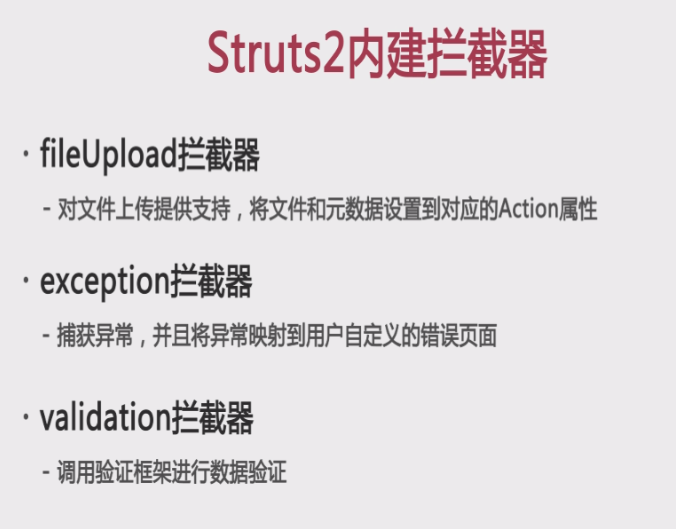 Struts2内建拦截器
· fileUpload拦截器
- 对文件上传提供支持，将文件和元数据设置到对应的Action属性
· exception拦截器
- 捕获异常，并且将异常映射到用户自定义的错误页面
· validation拦截器
- 调用验证框架进行数据验证